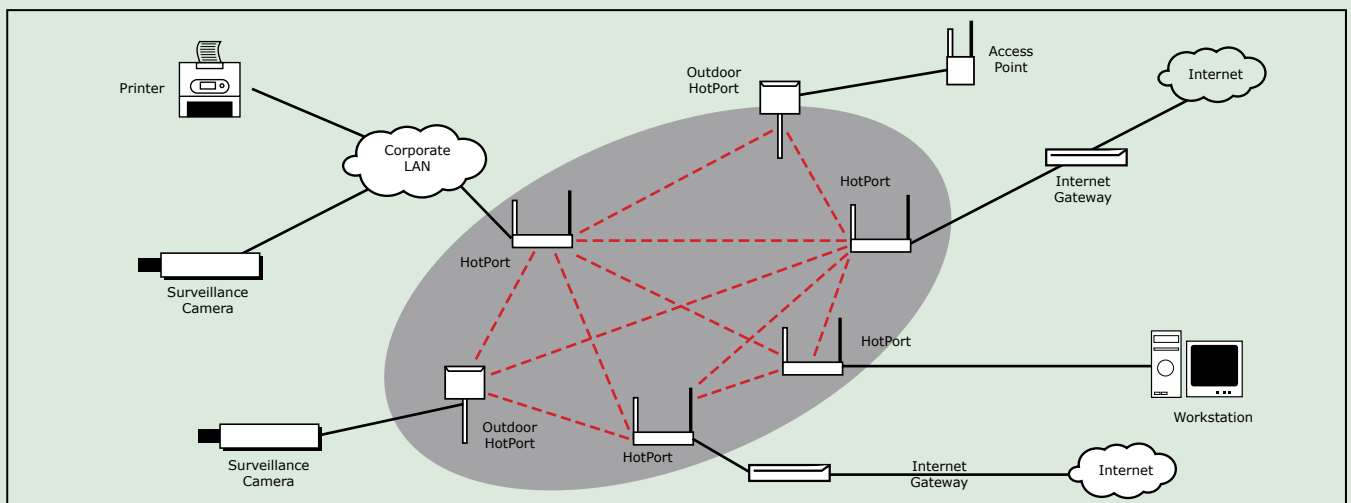 Access
Point
Outdoor
HotPort
Internet
Printer
Corporate
LAN
Internet
Gateway
HotPort
HotPort
Surveillance
Camera
HotPort
Workstation
Outdoor
HotPort
HotPort
Surveillance
Camera
Internet
Gateway
Internet